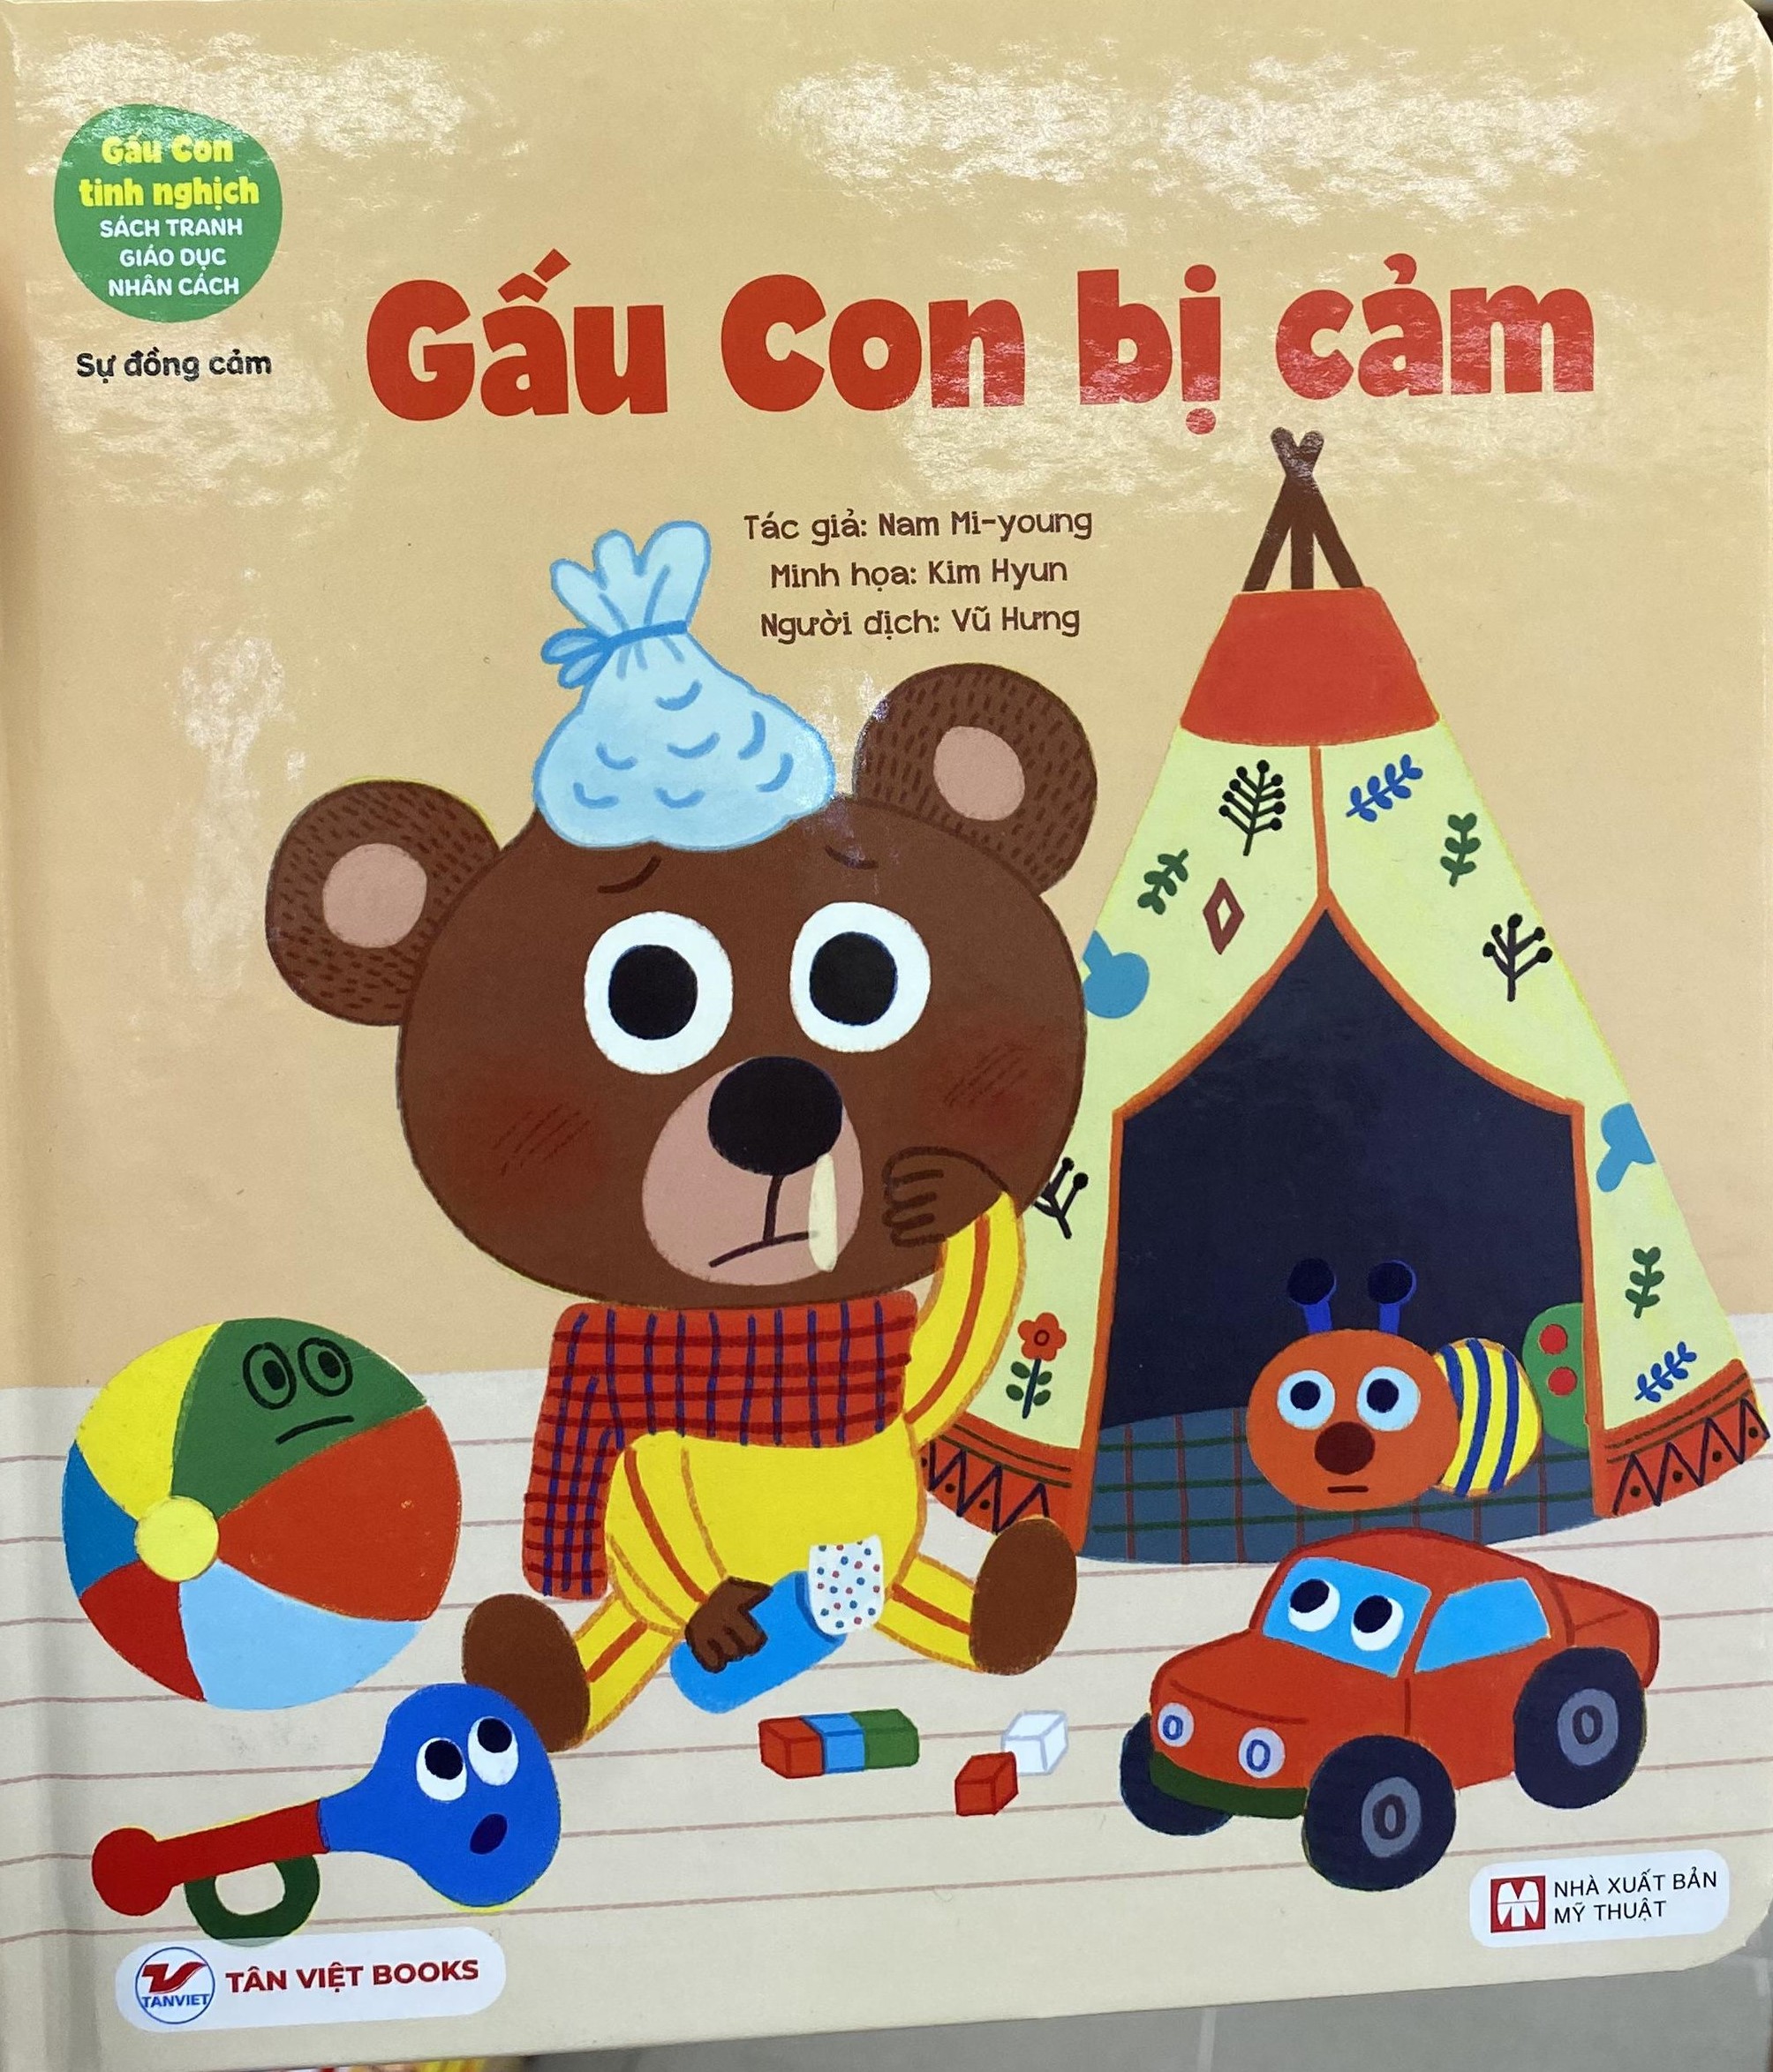 Gấu Con
tinh nghịch
SÁCH TRANH
GIÁO DỤC
NHÂN CÁCH
Sự đồng cảm
Gấu Con bị cảm
Tác giả: Nam Mi-young
Minh họa: Kim Hyun
Người dịch: Vũ Hưng
TANVIET
TÂN VIỆT BOOKS
NHÀ XUẤT BẢN
MỸ THUẬT